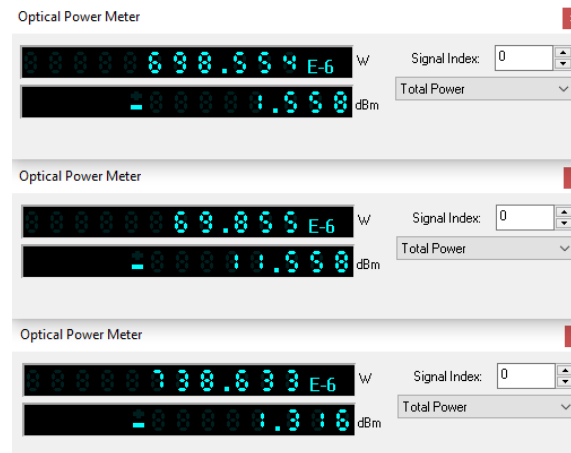 Optical Power Meter
698.554 E-6 W Signal Index: 0
- 1.558 dBm Total Power
Optical Power Meter
69.855 E-6 W Signal Index: 0
- 11.558 dBm Total Power
Optical Power Meter
738.633 E-6 W Signal Index: 0
- 1.316 dBm Total Power